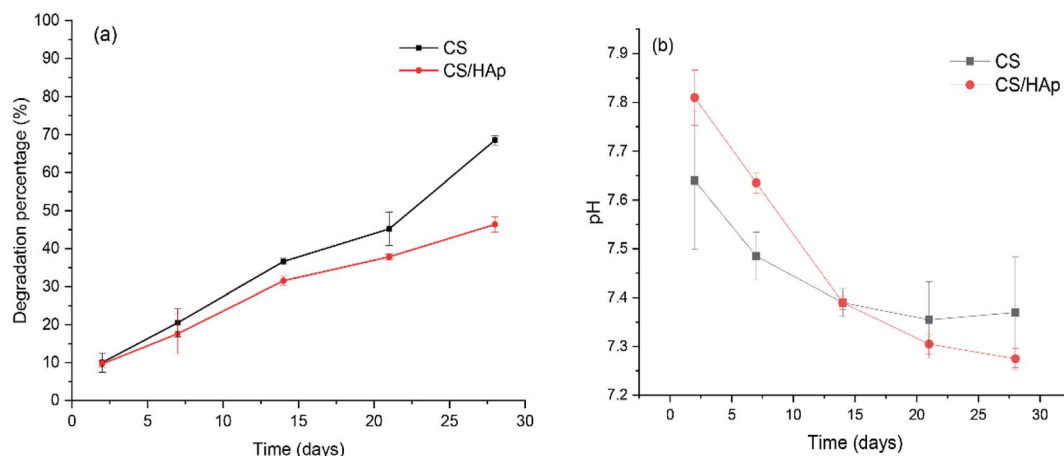 (a)
CS
CS/HAp
Degradation percentage (%)
100
90
80
70
60
50
40
30
20
10
0
0 5 10 15 20 25 30
Time (days)
(b)
CS
CS/HAp
pH
7.9
7.8
7.7
7.6
7.5
7.4
7.3
7.2
0 5 10 15 20 25 30
Time (days)